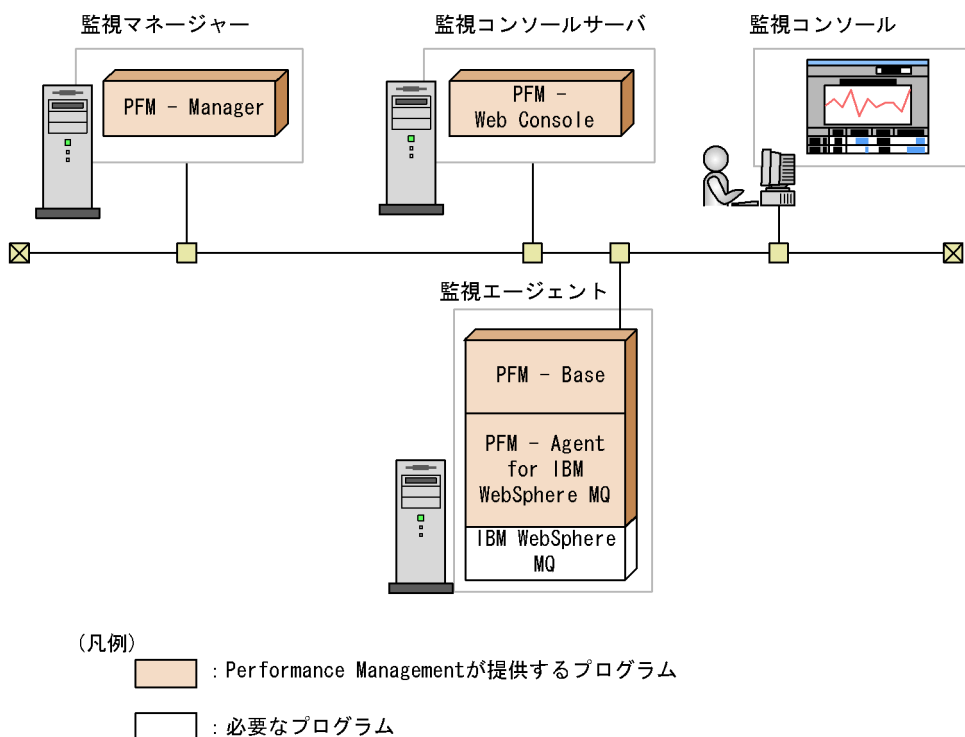 監視マネージャー
監視コンソールサーバ
監視コンソール
PFM - Manager
PFM -
Web Console
監視エージェント
PFM - Base
PFM - Agent
for IBM
WebSphere MQ
IBM WebSphere
MQ
(凡例)
：Performance Managementが提供するプログラム
：必要なプログラム